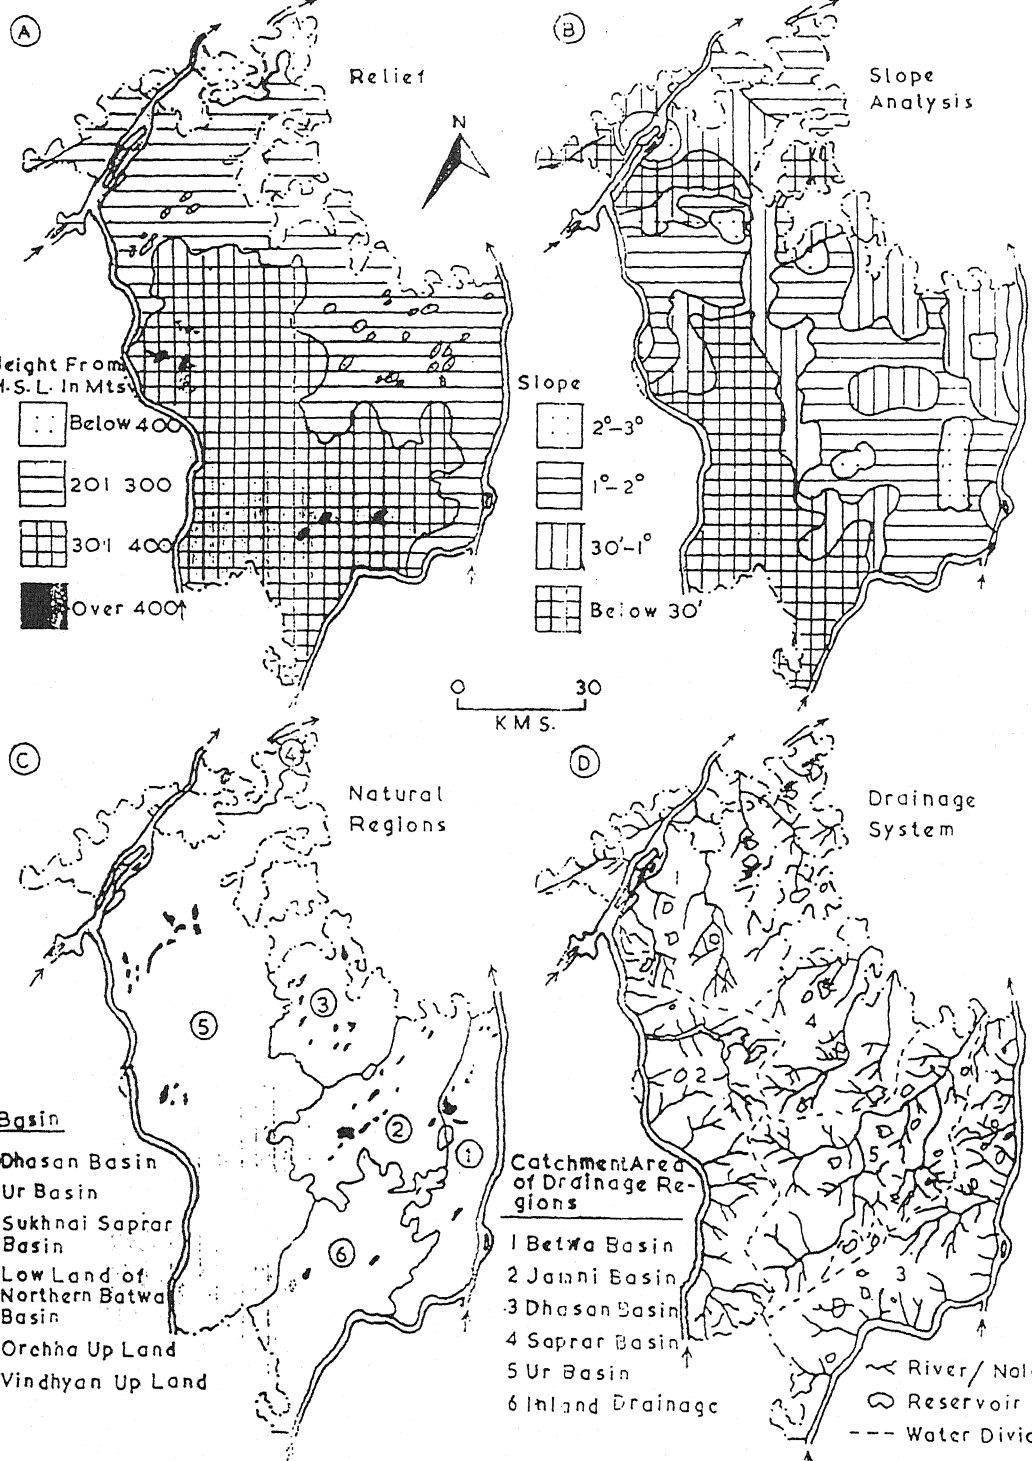 A
Relief
N
Height From
M.S.L. In Mts
Below 400
201 300
301 400
Over 400
B
Slope
Analysis
Slope
2°-3°
1°-2°
30'-1°
Below 30'
0 30
KMS.
C
Natural
Regions
4
3
5
2
1
6
Basin
Dhasan Basin
Ur Basin
Sukhnai Saprar
Basin
Low Land of
Northern Batwa
Basin
Orchha Up Land
Vindhyan Up Land
D
Drainage
System
1
2
4
5
3
Catchment Area
of Drainage Re-
gions
1 Betwa Basin
2 Jamni Basin
3 Dhasan Basin
4 Saprar Basin
5 Ur Basin
6 Inland Drainage
River/ Nal
Reservoir
Water Divid